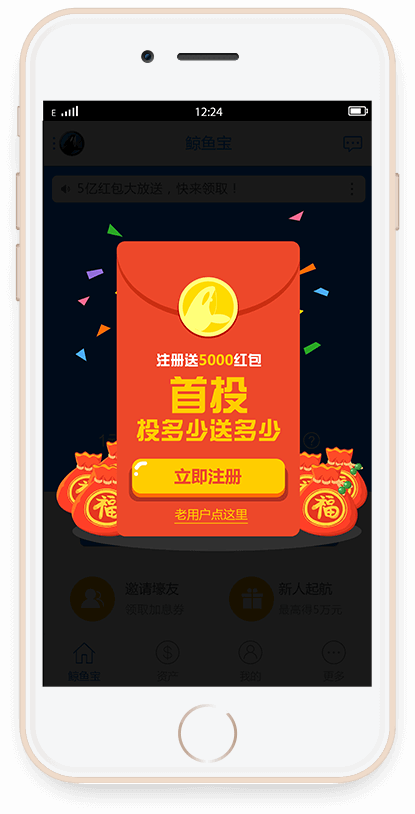 E
12:24
鲸鱼宝
5亿红包大放送，快来领取！
注册送5000红包
首投
投多少送多少
立即注册
老用户点这里
福
福
?
邀请壕友
领取加息券
新人起航
最高得5万元
鲸鱼宝
资产
我的
更多